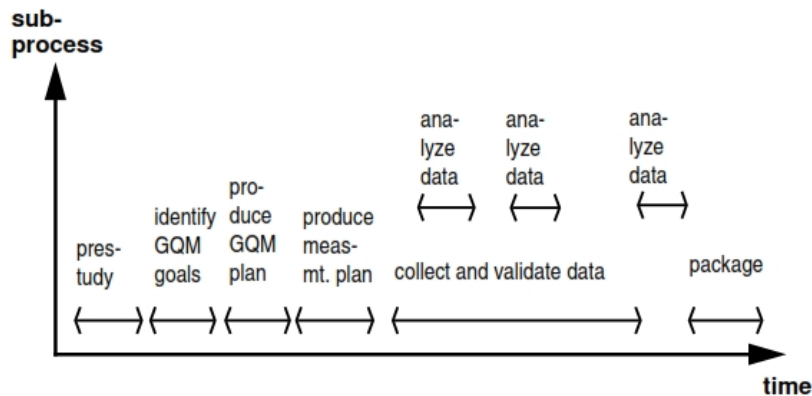 sub-
process
ana-
lyze
data
ana-
lyze
data
ana-
lyze
data
pres-
tudy
identify
GQM
goals
pro-
duce
GQM
plan
produce
meas-
mt. plan
collect and validate data
package
time